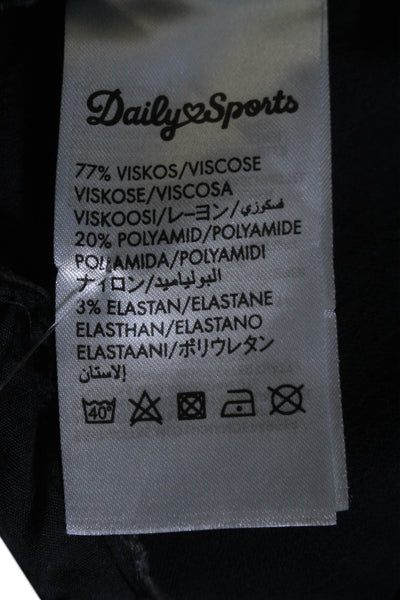 Daily Sports
77% VISKOS/VISCOSE
VISKOSE/VISCOSA
VISKOOSI/レーヨン/فسكوزي
20% POLYAMID/POLYAMIDE
POLIAMIDA/POLYAMIDI
ナイロン/البولياميد
3% ELASTAN/ELASTANE
ELASTHAN/ELASTANO
ELASTAANI/ポリウレタン
إلاستان
40°